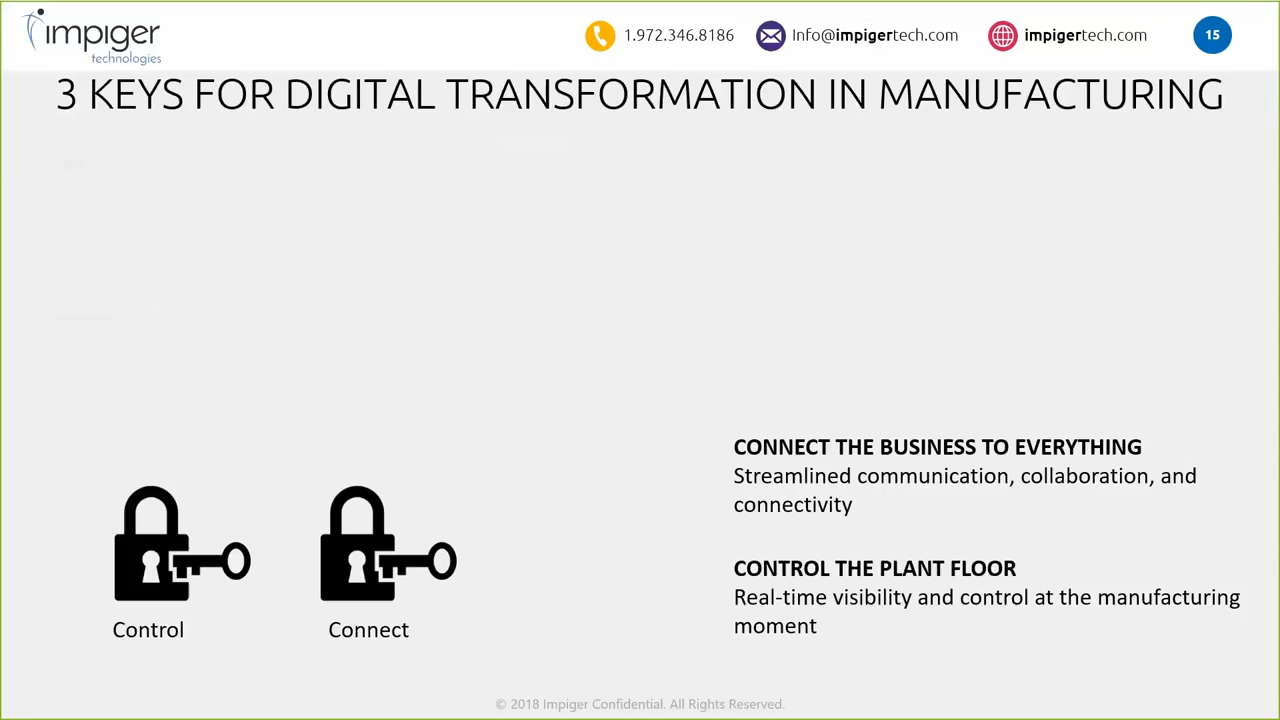 impiger
technologies
1.972.346.8186
Info@impigertech.com
impigertech.com
15
3 KEYS FOR DIGITAL TRANSFORMATION IN MANUFACTURING
CONNECT THE BUSINESS TO EVERYTHING
Streamlined communication, collaboration, and
connectivity
CONTROL THE PLANT FLOOR
Real-time visibility and control at the manufacturing
moment
Control
Connect
© 2018 Impiger Confidential. All Rights Reserved.